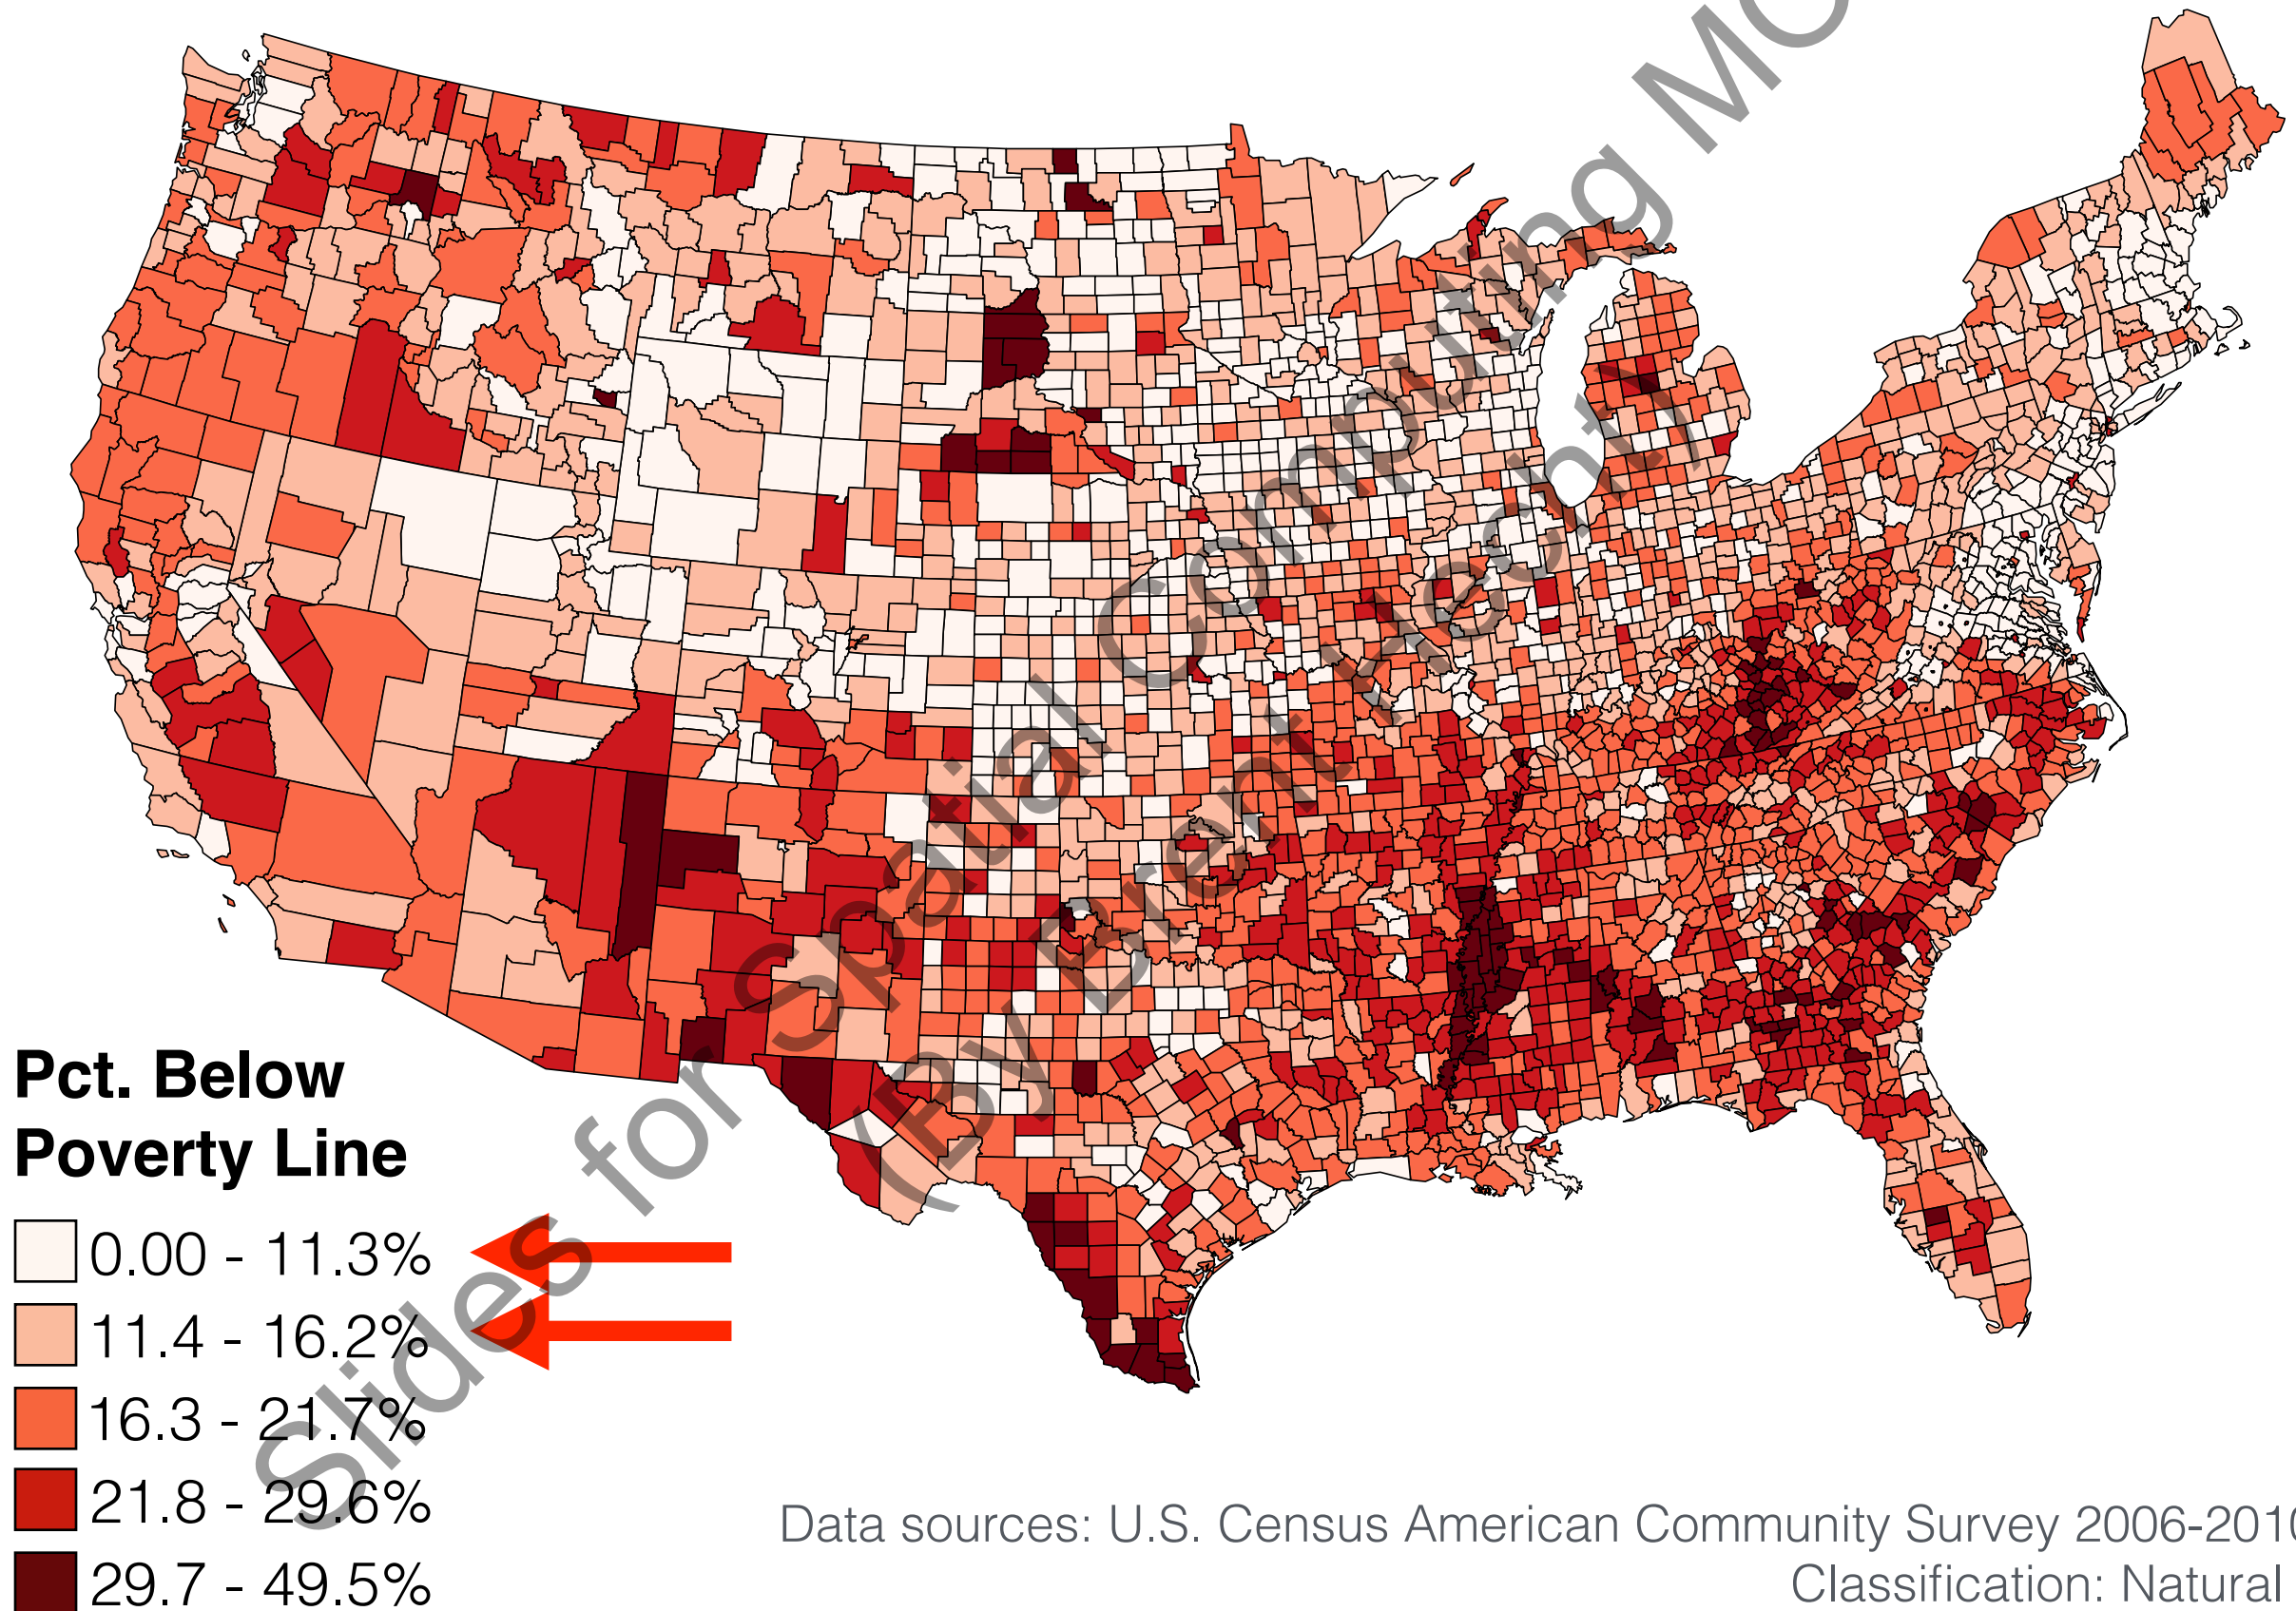 Slides for Spatial Computing MO
(By Brent Hecht)
Pct. Below
Poverty Line
0.00 - 11.3%
11.4 - 16.2%
16.3 - 21.7%
21.8 - 29.6%
29.7 - 49.5%
Data sources: U.S. Census American Community Survey 2006-2010
Classification: Natural